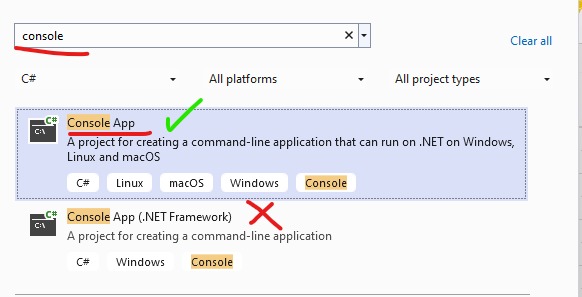 console
Clear all
C# All platforms All project types
C#
C:\
Console App
A project for creating a command-line application that can run on .NET on Windows,
Linux and macOS
C# Linux macOS Windows Console
C#
C:\
Console App (.NET Framework)
A project for creating a command-line application
C# Windows Console